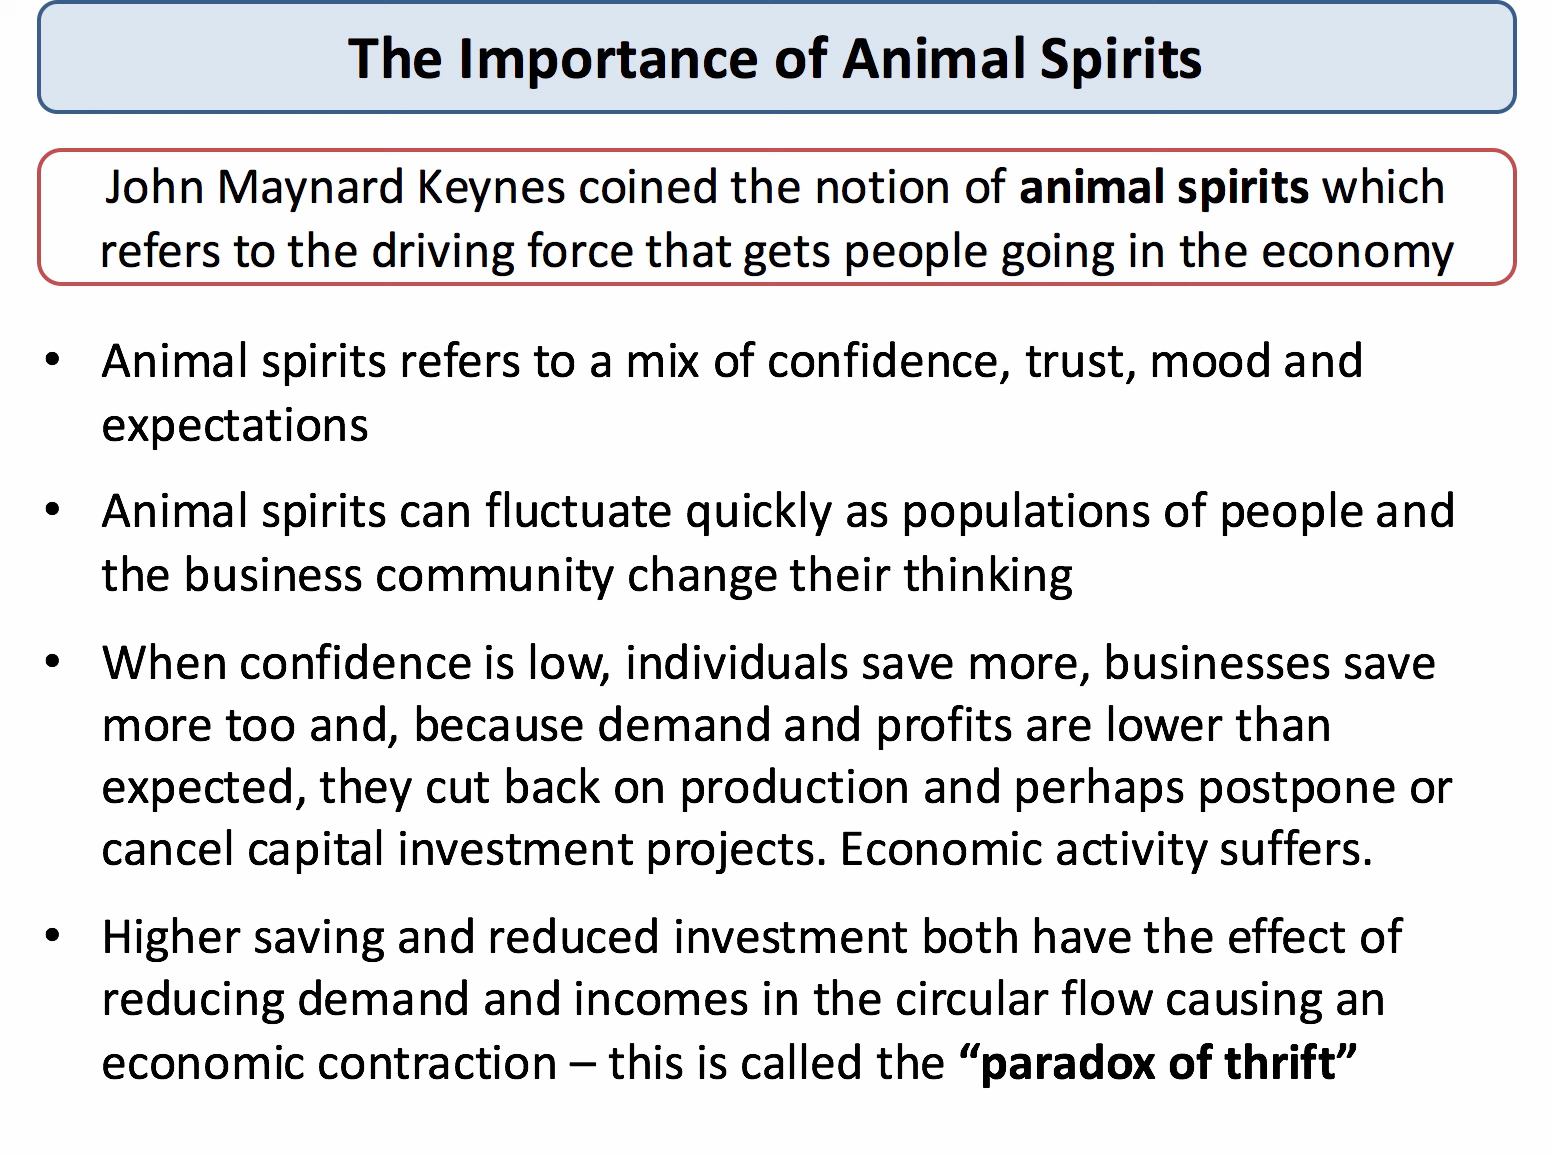 The Importance of Animal Spirits
John Maynard Keynes coined the notion of animal spirits which
refers to the driving force that gets people going in the economy
• Animal spirits refers to a mix of confidence, trust, mood and
expectations
• Animal spirits can fluctuate quickly as populations of people and
the business community change their thinking
• When confidence is low, individuals save more, businesses save
more too and, because demand and profits are lower than
expected, they cut back on production and perhaps postpone or
cancel capital investment projects. Economic activity suffers.
• Higher saving and reduced investment both have the effect of
reducing demand and incomes in the circular flow causing an
economic contraction – this is called the “paradox of thrift”